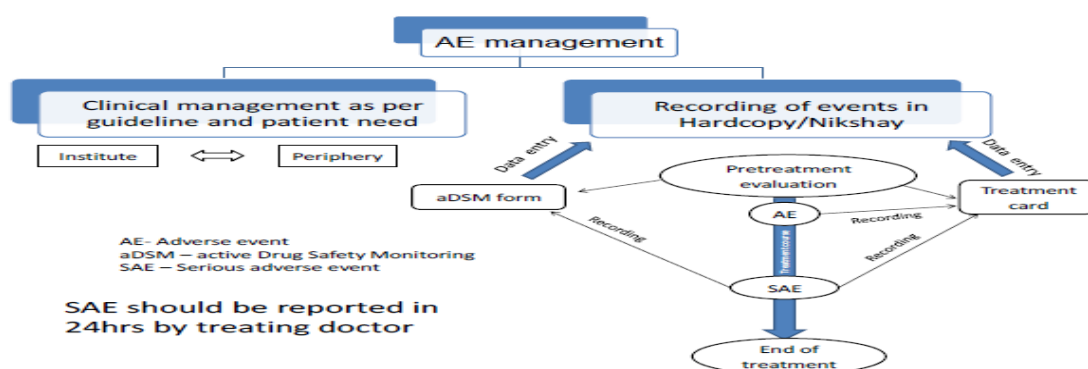 AE management
Clinical management as per
guideline and patient need
Recording of events in
Hardcopy/Nikshay
Institute
Periphery
Data entry
Data entry
Pretreatment
evaluation
aDSM form
Treatment
card
AE
Recording
Recording
Recording
Treatment course
SAE
End of
treatment
AE- Adverse event
aDSM – active Drug Safety Monitoring
SAE – Serious adverse event
SAE should be reported in
24hrs by treating doctor